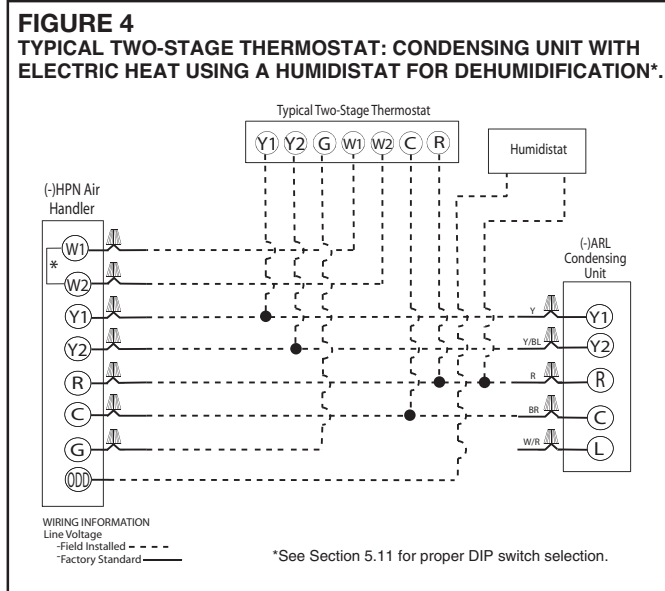 FIGURE 4
TYPICAL TWO-STAGE THERMOSTAT: CONDENSING UNIT WITH
ELECTRIC HEAT USING A HUMIDISTAT FOR DEHUMIDIFICATION*.
Typical Two-Stage Thermostat
Y1 Y2 G W1 W2 C R
Humidistat
(-)HPN Air
Handler
W1
*
W2
Y1
Y2
R
C
G
ODD
(-)ARL
Condensing
Unit
Y Y1
Y/BL Y2
R R
BR C
W/R L
WIRING INFORMATION
Line Voltage
-Field Installed
-Factory Standard
*See Section 5.11 for proper DIP switch selection.